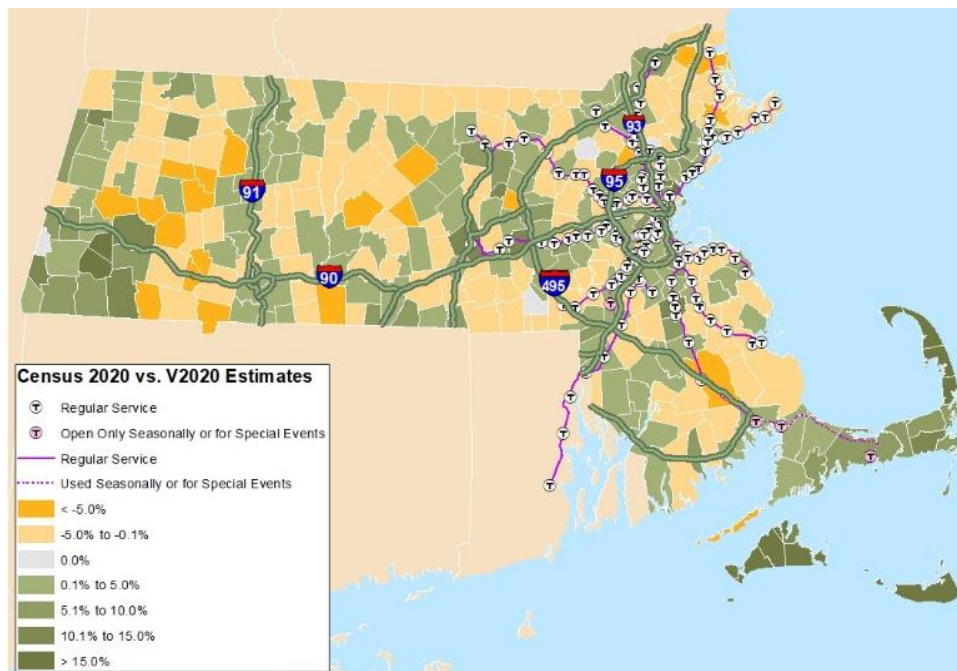 93
95
91
90
495
Census 2020 vs. V2020 Estimates
T Regular Service
T Open Only Seasonally or for Special Events
Regular Service
Used Seasonally or for Special Events
< -5.0%
-5.0% to -0.1%
0.0%
0.1% to 5.0%
5.1% to 10.0%
10.1% to 15.0%
> 15.0%